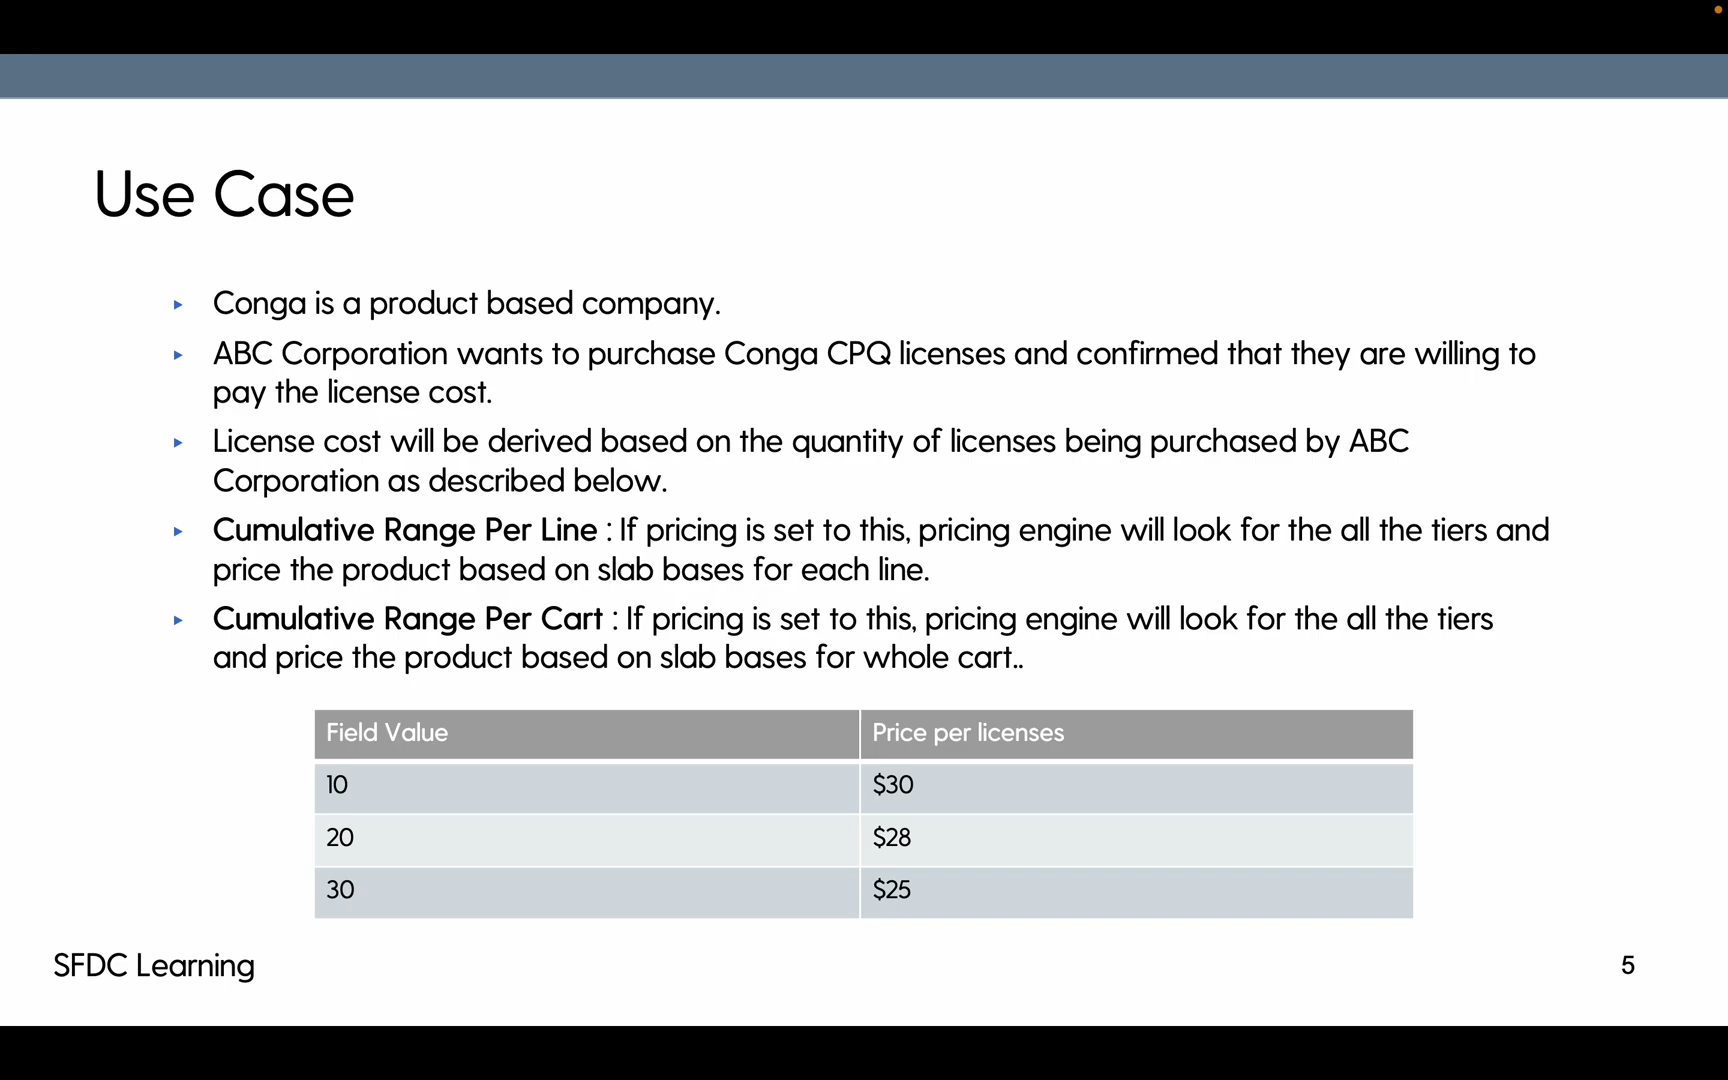 Use Case
Conga is a product based company.
ABC Corporation wants to purchase Conga CPQ licenses and confirmed that they are willing to
pay the license cost.
License cost will be derived based on the quantity of licenses being purchased by ABC
Corporation as described below.
Cumulative Range Per Line : If pricing is set to this, pricing engine will look for the all the tiers and
price the product based on slab bases for each line.
Cumulative Range Per Cart : If pricing is set to this, pricing engine will look for the all the tiers
and price the product based on slab bases for whole cart..
Field Value Price per licenses
10 $30
20 $28
30 $25
SFDC Learning 5